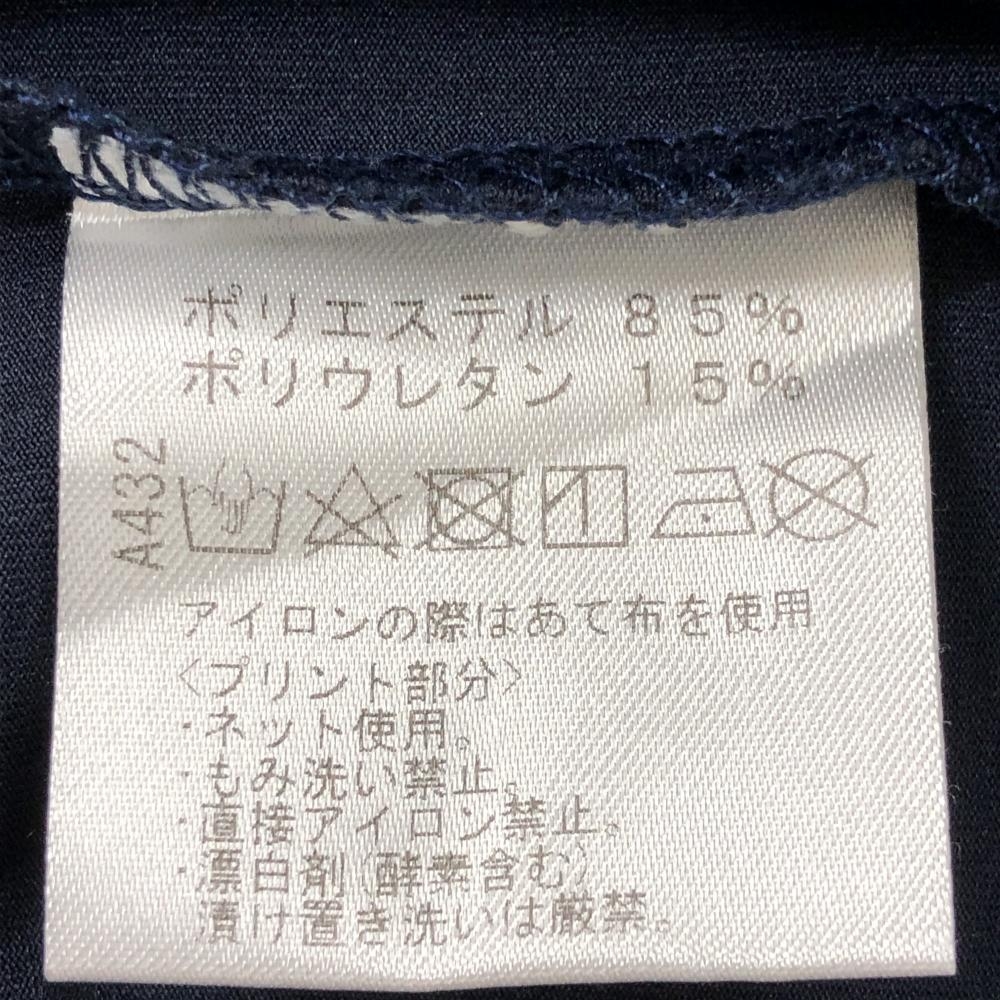 ポリエステル 85%
ポリウレタン 15%
A432
アイロンの際はあて布を使用
〈プリント部分〉
・ネット使用。
・もみ洗い禁止。
・直接アイロン禁止。
・漂白剤(酵素含む)
漬け置き洗いは厳禁。